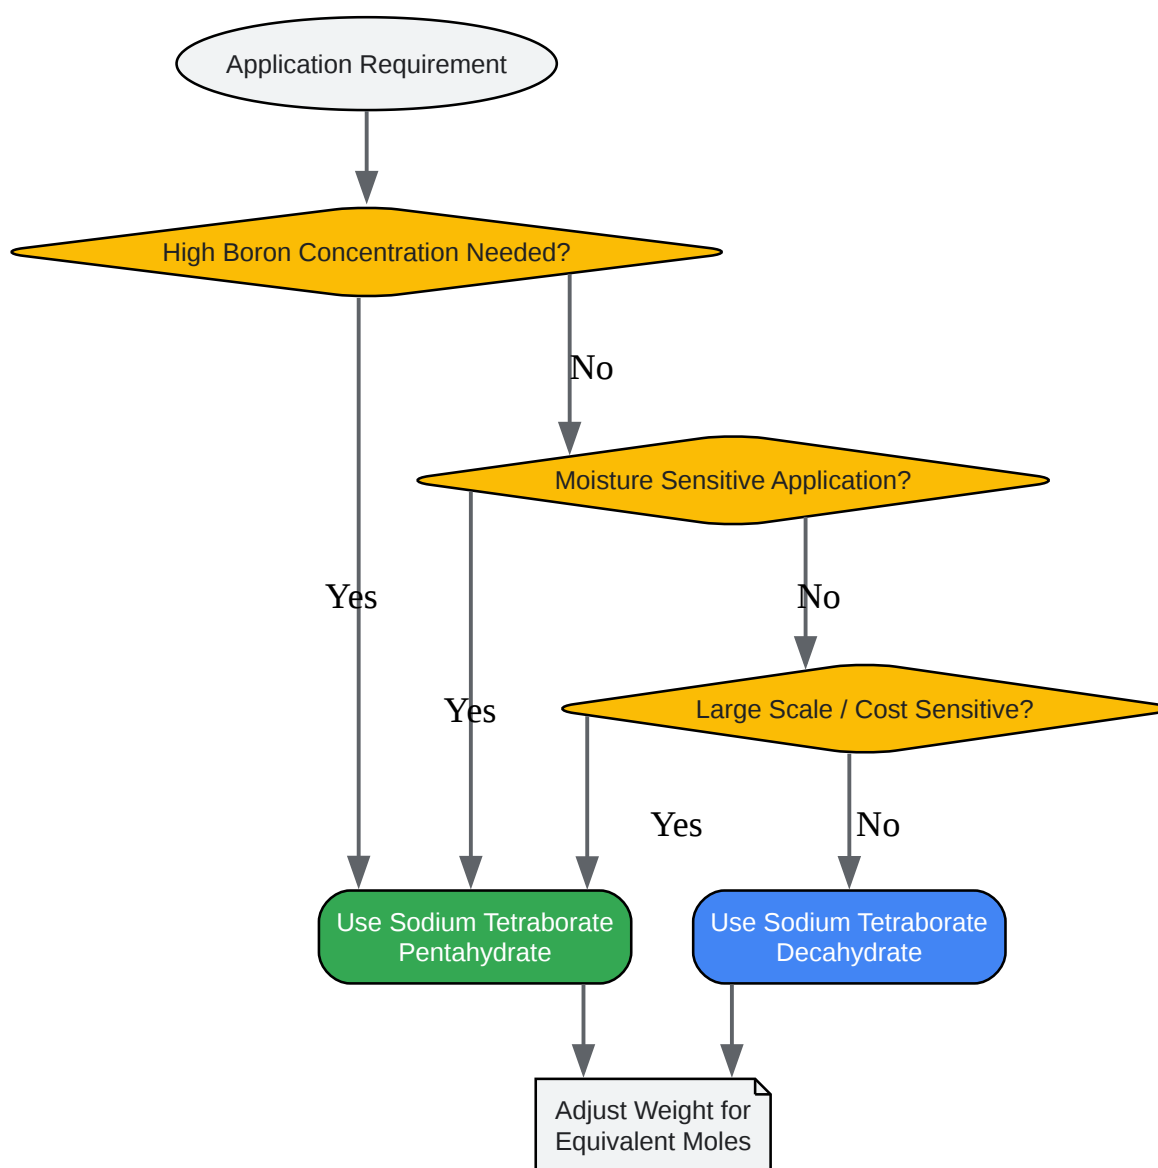 Application Requirement
High Boron Concentration Needed?
No
Moisture Sensitive Application?
Yes
No
Yes
Large Scale / Cost Sensitive?
Yes
No
Use Sodium Tetraborate
Pentahydrate
Use Sodium Tetraborate
Decahydrate
Adjust Weight for
Equivalent Moles